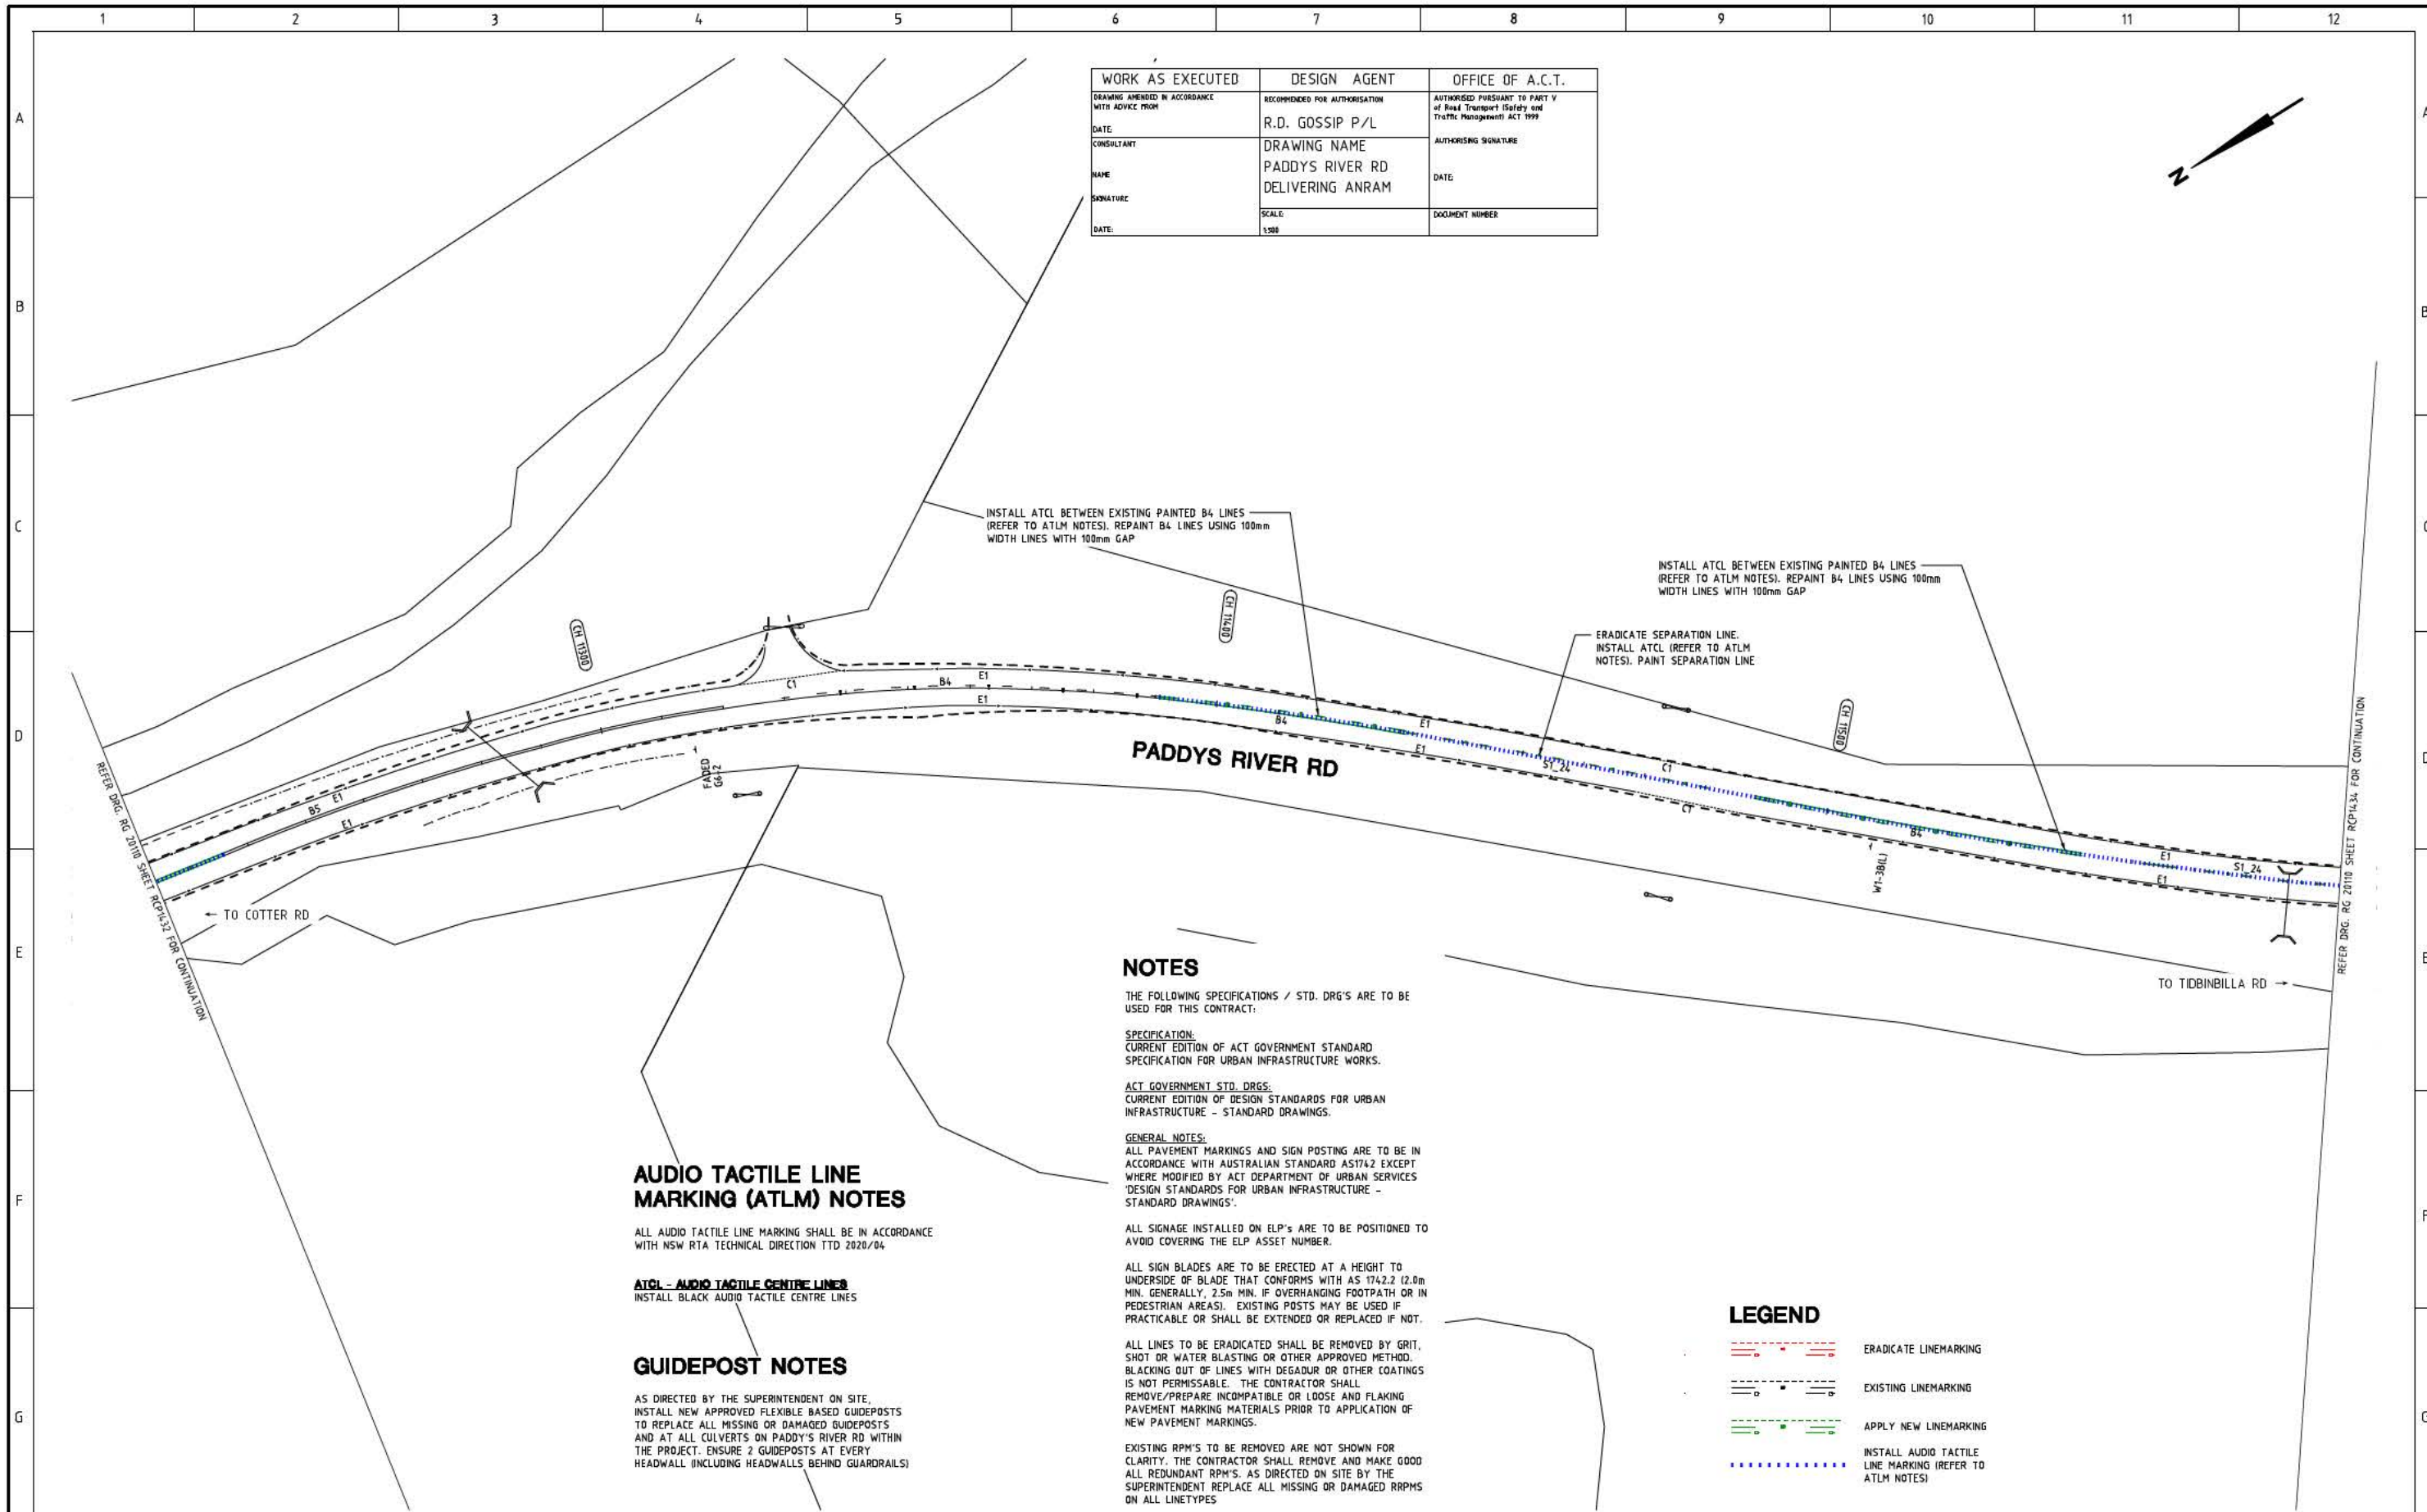 1 2 3 4 5 6 7 8 9 10 11 12
A
B
C
D
E
F
G
A
B
C
D
E
F
G
WORK AS EXECUTED
DRAWING AMENDED IN ACCORDANCE
WITH ADVICE FROM
DATE:
CONSULTANT
NAME
SIGNATURE
DATE:
DESIGN AGENT
RECOMMENDED FOR AUTHORISATION
R.D. GOSSIP P/L
DRAWING NAME
PADDYS RIVER RD
DELIVERING ANRAM
SCALE:
1:500
OFFICE OF A.C.T.
AUTHORISED PURSUANT TO PART V
of Road Transport (Safety and
Traffic Management) ACT 1999
AUTHORISING SIGNATURE
DATE:
DOCUMENT NUMBER
N
INSTALL ATCL BETWEEN EXISTING PAINTED B4 LINES
(REFER TO ATLM NOTES). REPAINT B4 LINES USING 100mm
WIDTH LINES WITH 100mm GAP
INSTALL ATCL BETWEEN EXISTING PAINTED B4 LINES
(REFER TO ATLM NOTES). REPAINT B4 LINES USING 100mm
WIDTH LINES WITH 100mm GAP
ERADICATE SEPARATION LINE.
INSTALL ATCL (REFER TO ATLM
NOTES). PAINT SEPARATION LINE
CH 11300
CH 11400
CH 11500
C1
B4
E1
E1
B4
E1
E1
S1_24
C1
C1
B4
E1
E1
S1_24
B5
E1
E1
FADED
G6-2
W1-3B(L)
PADDYS RIVER RD
REFER DRG. RG 20110 SHEET RCP1432 FOR CONTINUATION
REFER DRG. RG 20110 SHEET RCP1434 FOR CONTINUATION
← TO COTTER RD
TO TIDBINBILLA RD →
AUDIO TACTILE LINE
MARKING (ATLM) NOTES
ALL AUDIO TACTILE LINE MARKING SHALL BE IN ACCORDANCE
WITH NSW RTA TECHNICAL DIRECTION TTD 2020/04
ATCL - AUDIO TACTILE CENTRE LINES
INSTALL BLACK AUDIO TACTILE CENTRE LINES
GUIDEPOST NOTES
AS DIRECTED BY THE SUPERINTENDENT ON SITE,
INSTALL NEW APPROVED FLEXIBLE BASED GUIDEPOSTS
TO REPLACE ALL MISSING OR DAMAGED GUIDEPOSTS
AND AT ALL CULVERTS ON PADDY'S RIVER RD WITHIN
THE PROJECT. ENSURE 2 GUIDEPOSTS AT EVERY
HEADWALL (INCLUDING HEADWALLS BEHIND GUARDRAILS)
NOTES
THE FOLLOWING SPECIFICATIONS / STD. DRG'S ARE TO BE
USED FOR THIS CONTRACT:
SPECIFICATION:
CURRENT EDITION OF ACT GOVERNMENT STANDARD
SPECIFICATION FOR URBAN INFRASTRUCTURE WORKS.
ACT GOVERNMENT STD. DRGS:
CURRENT EDITION OF DESIGN STANDARDS FOR URBAN
INFRASTRUCTURE - STANDARD DRAWINGS.
GENERAL NOTES:
ALL PAVEMENT MARKINGS AND SIGN POSTING ARE TO BE IN
ACCORDANCE WITH AUSTRALIAN STANDARD AS1742 EXCEPT
WHERE MODIFIED BY ACT DEPARTMENT OF URBAN SERVICES
'DESIGN STANDARDS FOR URBAN INFRASTRUCTURE -
STANDARD DRAWINGS'.
ALL SIGNAGE INSTALLED ON ELP's ARE TO BE POSITIONED TO
AVOID COVERING THE ELP ASSET NUMBER.
ALL SIGN BLADES ARE TO BE ERECTED AT A HEIGHT TO
UNDERSIDE OF BLADE THAT CONFORMS WITH AS 1742.2 (2.0m
MIN. GENERALLY, 2.5m MIN. IF OVERHANGING FOOTPATH OR IN
PEDESTRIAN AREAS). EXISTING POSTS MAY BE USED IF
PRACTICABLE OR SHALL BE EXTENDED OR REPLACED IF NOT.
ALL LINES TO BE ERADICATED SHALL BE REMOVED BY GRIT,
SHOT OR WATER BLASTING OR OTHER APPROVED METHOD.
BLACKING OUT OF LINES WITH DEGADUR OR OTHER COATINGS
IS NOT PERMISSABLE. THE CONTRACTOR SHALL
REMOVE/PREPARE INCOMPATIBLE OR LOOSE AND FLAKING
PAVEMENT MARKING MATERIALS PRIOR TO APPLICATION OF
NEW PAVEMENT MARKINGS.
EXISTING RPM'S TO BE REMOVED ARE NOT SHOWN FOR
CLARITY. THE CONTRACTOR SHALL REMOVE AND MAKE GOOD
ALL REDUNDANT RPM'S. AS DIRECTED ON SITE BY THE
SUPERINTENDENT REPLACE ALL MISSING OR DAMAGED RRPMS
ON ALL LINETYPES
LEGEND
ERADICATE LINEMARKING
EXISTING LINEMARKING
APPLY NEW LINEMARKING
INSTALL AUDIO TACTILE
LINE MARKING (REFER TO
ATLM NOTES)